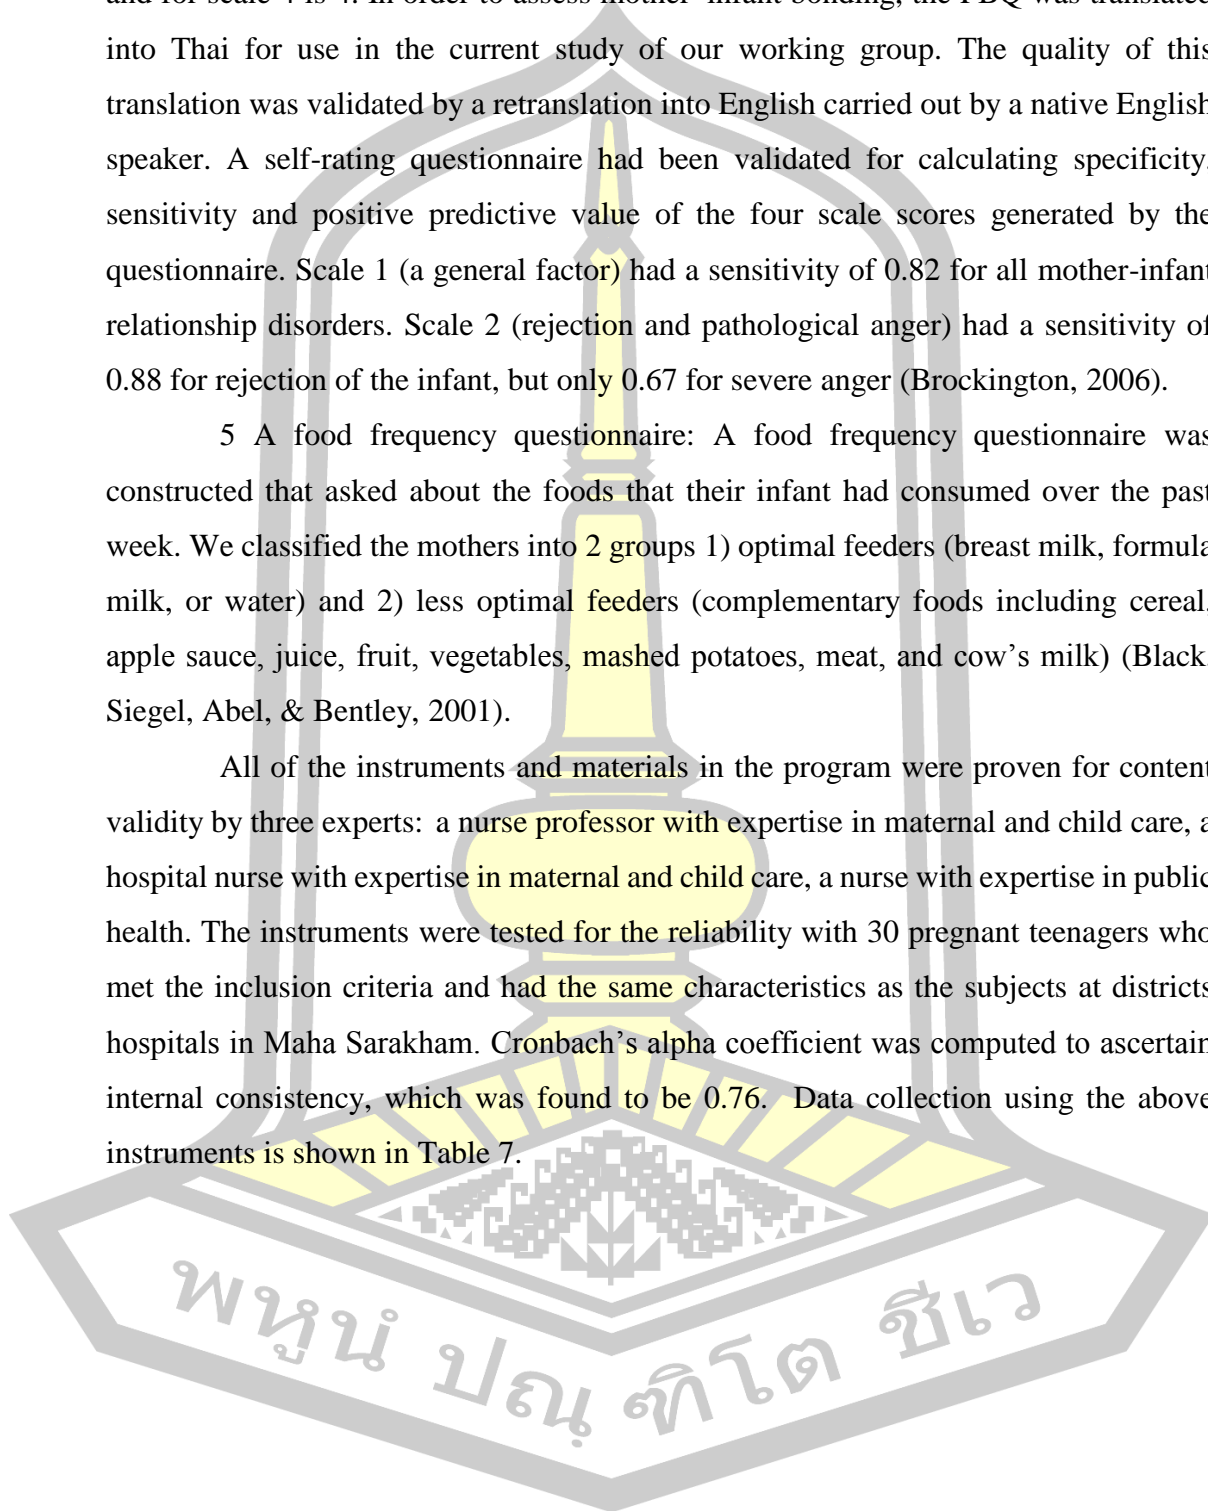 and for scale 4 is 4. In order to assess mother-infant bonding, the PBQ was translated
into Thai for use in the current study of our working group. The quality of this
translation was validated by a retranslation into English carried out by a native English
speaker. A self-rating questionnaire had been validated for calculating specificity,
sensitivity and positive predictive value of the four scale scores generated by the
questionnaire. Scale 1 (a general factor) had a sensitivity of 0.82 for all mother-infant
relationship disorders. Scale 2 (rejection and pathological anger) had a sensitivity of
0.88 for rejection of the infant, but only 0.67 for severe anger (Brockington, 2006).
5 A food frequency questionnaire: A food frequency questionnaire was
constructed that asked about the foods that their infant had consumed over the past
week. We classified the mothers into 2 groups 1) optimal feeders (breast milk, formula
milk, or water) and 2) less optimal feeders (complementary foods including cereal,
apple sauce, juice, fruit, vegetables, mashed potatoes, meat, and cow’s milk) (Black,
Siegel, Abel, & Bentley, 2001).
All of the instruments and materials in the program were proven for content
validity by three experts: a nurse professor with expertise in maternal and child care, a
hospital nurse with expertise in maternal and child care, a nurse with expertise in public
health. The instruments were tested for the reliability with 30 pregnant teenagers who
met the inclusion criteria and had the same characteristics as the subjects at districts
hospitals in Maha Sarakham. Cronbach’s alpha coefficient was computed to ascertain
internal consistency, which was found to be 0.76. Data collection using the above
instruments is shown in Table 7.
พหูนํ ปณฺฑิโต ชีเว